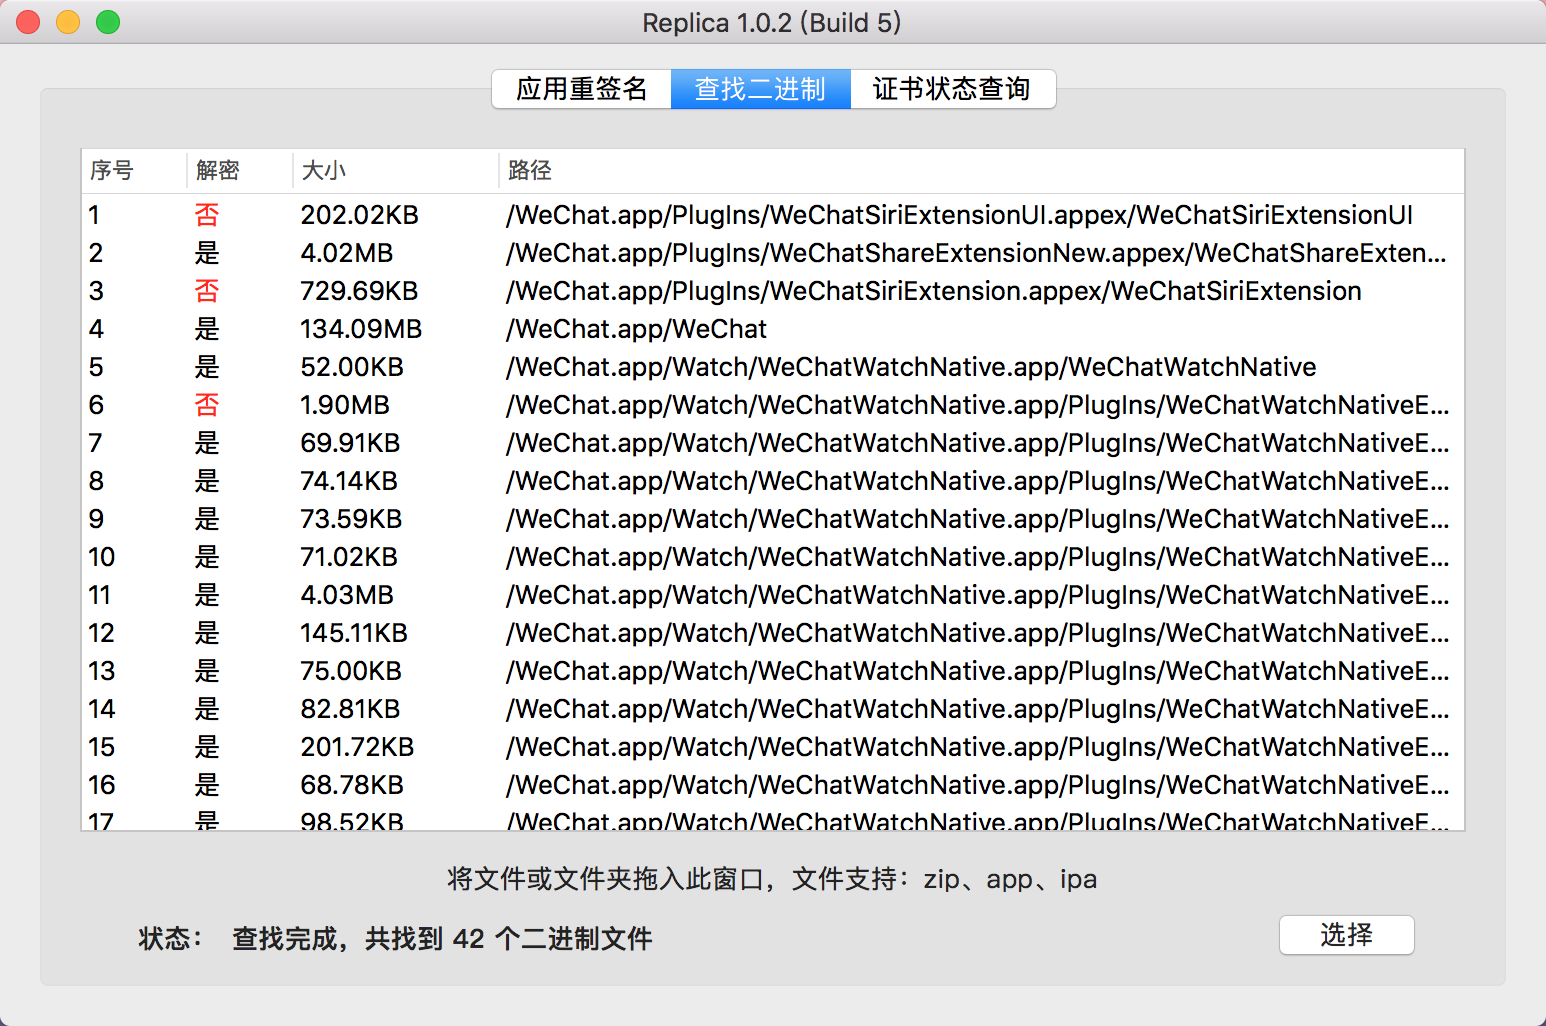 Replica 1.0.2 (Build 5)
应用重签名 查找二进制 证书状态查询
序号 解密 大小 路径
1 否 202.02KB /WeChat.app/PlugIns/WeChatSiriExtensionUI.appex/WeChatSiriExtensionUI
2 是 4.02MB /WeChat.app/PlugIns/WeChatShareExtensionNew.appex/WeChatShareExten...
3 否 729.69KB /WeChat.app/PlugIns/WeChatSiriExtension.appex/WeChatSiriExtension
4 是 134.09MB /WeChat.app/WeChat
5 是 52.00KB /WeChat.app/Watch/WeChatWatchNative.app/WeChatWatchNative
6 否 1.90MB /WeChat.app/Watch/WeChatWatchNative.app/PlugIns/WeChatWatchNativeE...
7 是 69.91KB /WeChat.app/Watch/WeChatWatchNative.app/PlugIns/WeChatWatchNativeE...
8 是 74.14KB /WeChat.app/Watch/WeChatWatchNative.app/PlugIns/WeChatWatchNativeE...
9 是 73.59KB /WeChat.app/Watch/WeChatWatchNative.app/PlugIns/WeChatWatchNativeE...
10 是 71.02KB /WeChat.app/Watch/WeChatWatchNative.app/PlugIns/WeChatWatchNativeE...
11 是 4.03MB /WeChat.app/Watch/WeChatWatchNative.app/PlugIns/WeChatWatchNativeE...
12 是 145.11KB /WeChat.app/Watch/WeChatWatchNative.app/PlugIns/WeChatWatchNativeE...
13 是 75.00KB /WeChat.app/Watch/WeChatWatchNative.app/PlugIns/WeChatWatchNativeE...
14 是 82.81KB /WeChat.app/Watch/WeChatWatchNative.app/PlugIns/WeChatWatchNativeE...
15 是 201.72KB /WeChat.app/Watch/WeChatWatchNative.app/PlugIns/WeChatWatchNativeE...
16 是 68.78KB /WeChat.app/Watch/WeChatWatchNative.app/PlugIns/WeChatWatchNativeE...
17 是 98.52KB /WeChat.app/Watch/WeChatWatchNative.app/PlugIns/WeChatWatchNativeE...
将文件或文件夹拖入此窗口，文件支持：zip、app、ipa
状态： 查找完成，共找到 42 个二进制文件
选择